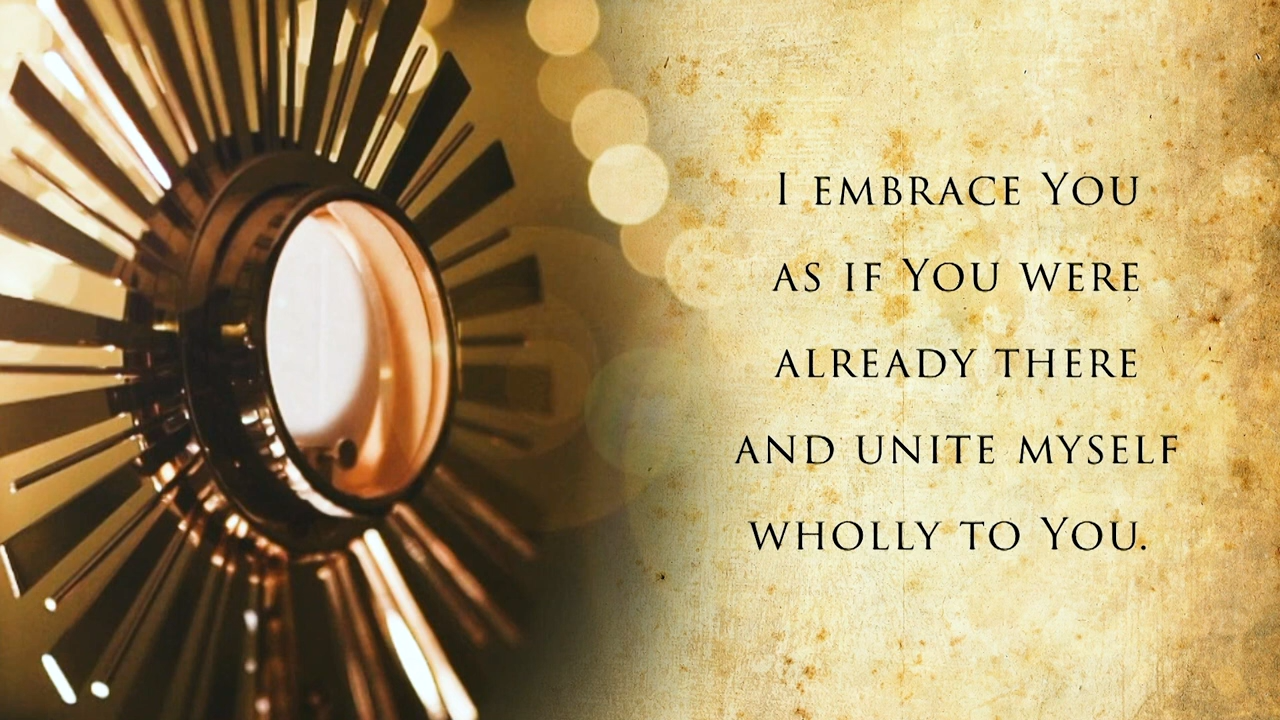 I embrace You
as if You were
already there
and unite myself
wholly to You.